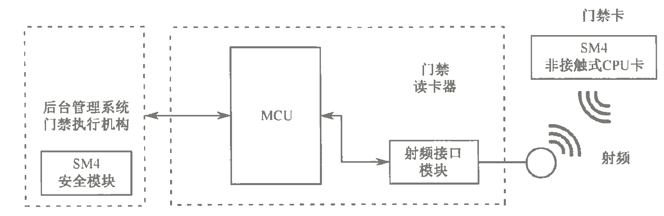 后台管理系统
门禁执行机构
SM4
安全模块
MCU
门禁
读卡器
射频接口
模块
门禁卡
SM4
非接触式CPU卡
射频